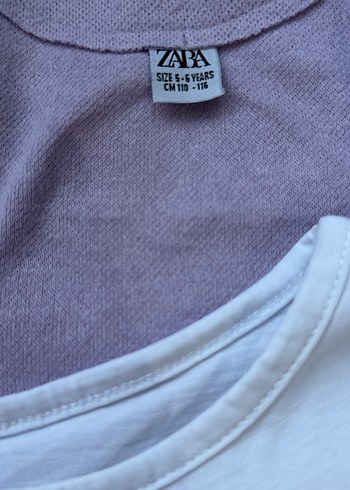 ZARA
SIZE 5-6 YEARS
CM 110 - 116